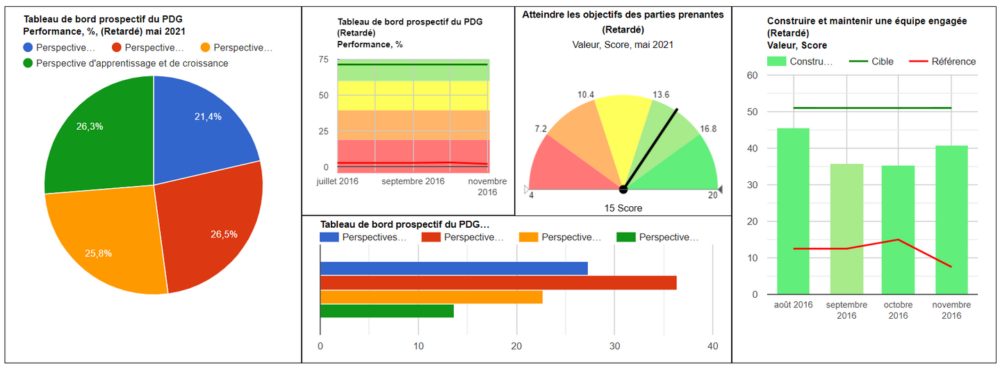 Tableau de bord prospectif du PDG
Performance, %, (Retardé) mai 2021
Perspective…
Perspective…
Perspective…
Perspective d'apprentissage et de croissance
21,4%
26,3%
26,5%
25,8%
Tableau de bord prospectif du PDG
(Retardé)
Performance, %
75
50
25
0
juillet 2016
septembre 2016
novembre
2016
Atteindre les objectifs des parties prenantes
(Retardé)
Valeur, Score, mai 2021
10.4
13.6
7.2
16.8
4
20
15 Score
Tableau de bord prospectif du PDG…
Perspectives…
Perspective…
Perspective…
Perspective…
0
10
20
30
40
Construire et maintenir une équipe engagée
(Retardé)
Valeur, Score
Constru…
Cible
Référence
60
50
40
30
20
10
0
août 2016
septembre
2016
octobre
2016
novembre
2016